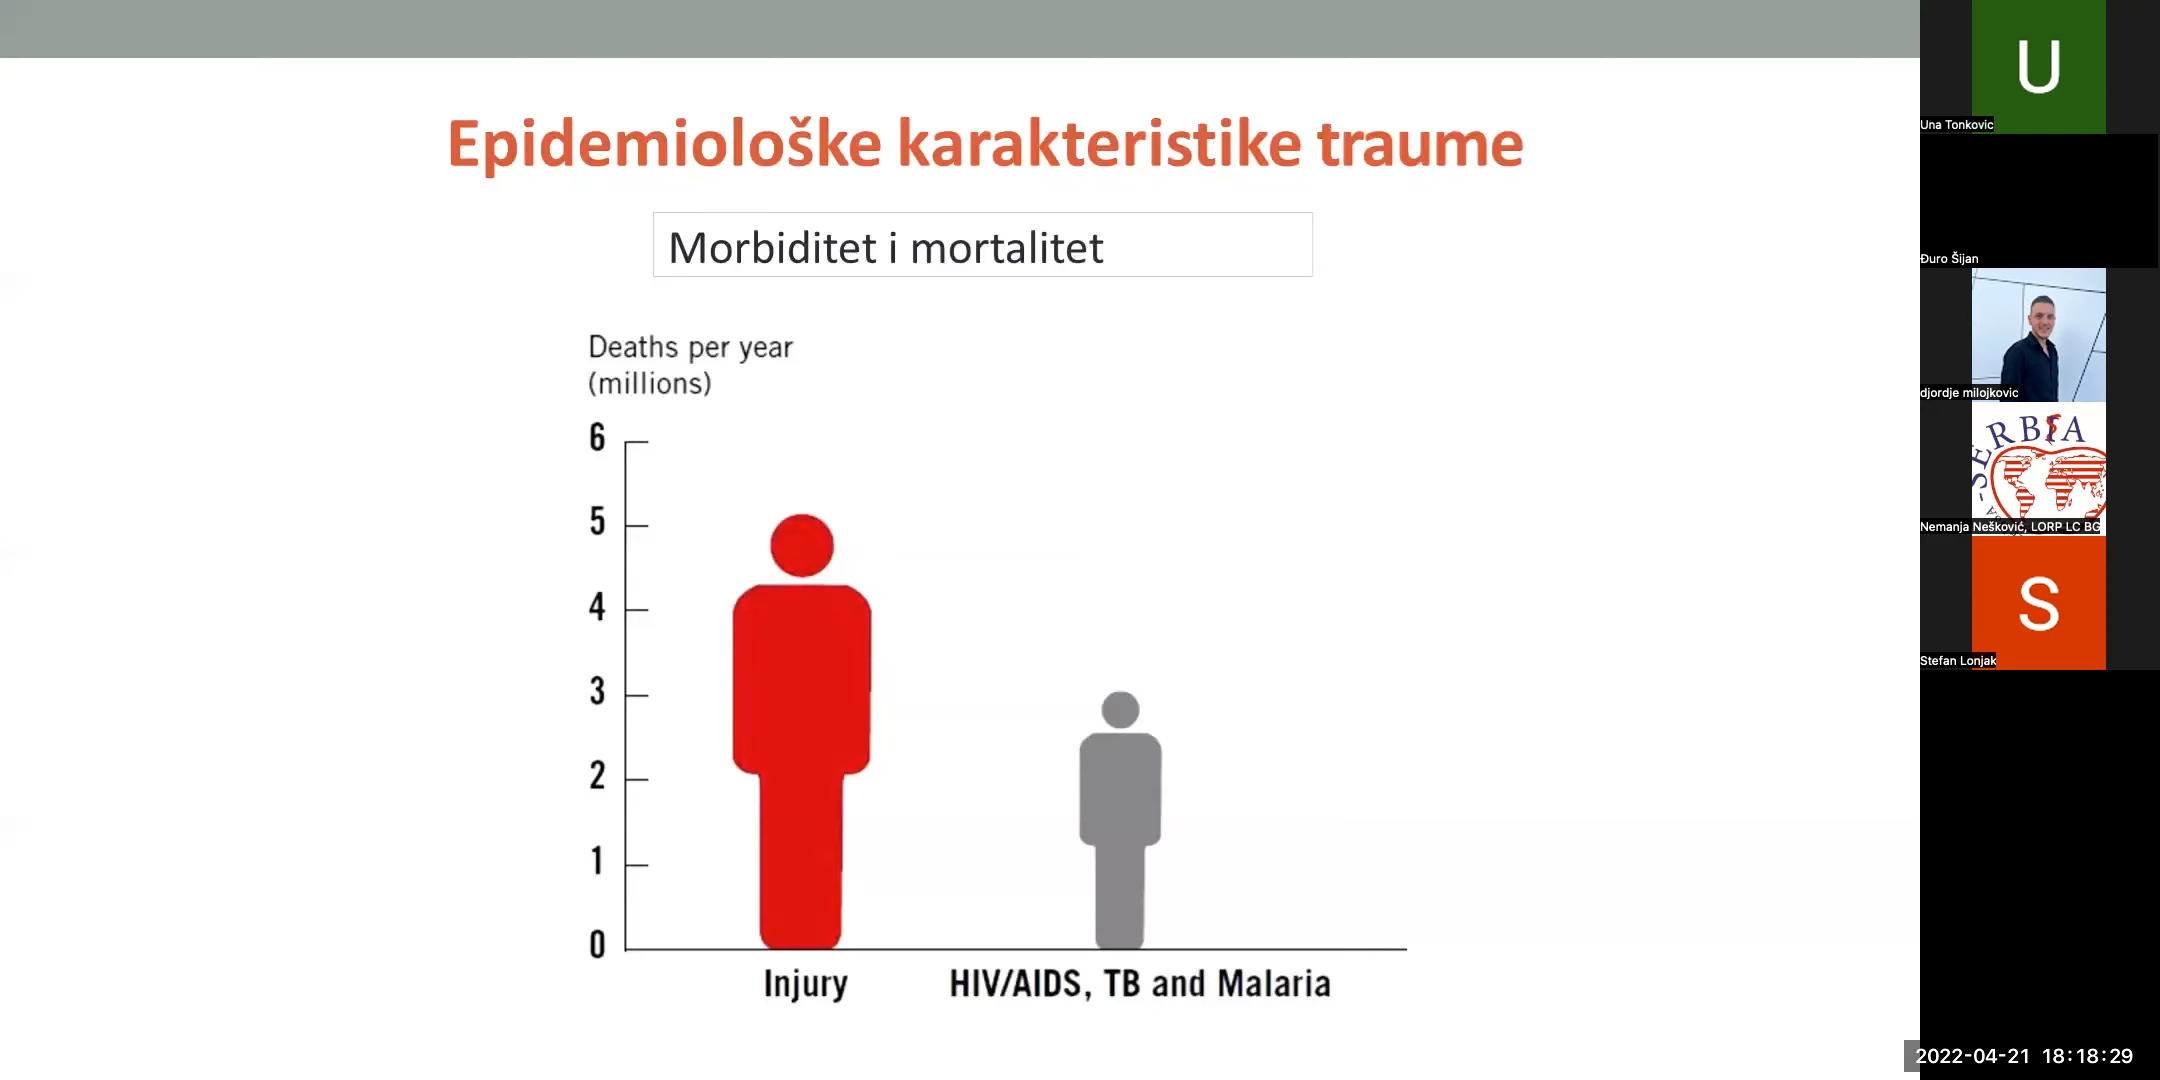 Epidemiološke karakteristike traume
Morbiditet i mortalitet
Deaths per year
(millions)
6
5
4
3
2
1
0
Injury
HIV/AIDS, TB and Malaria
U
Una Tonkovic
Đuro Šijan
djordje milojkovic
-SERBIA
Nemanja Nešković, LORP LC BG
S
Stefan Lonjak
2022-04-21 18:18:29